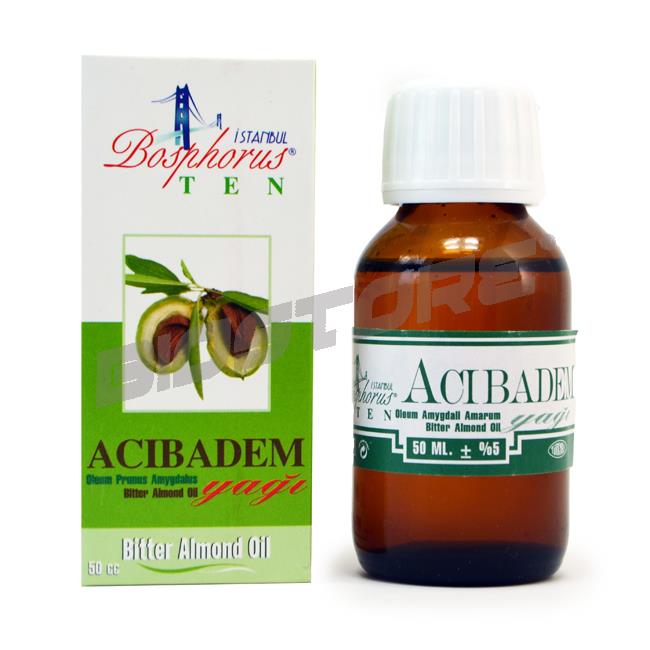 İSTANBUL
Bosphorus®
TEN
ACIBADEM
Oleum Prunus Amygdalus
Bitter Almond Oil
yağı
Bitter Almond Oil
50 cc
İSTANBUL
Bosphorus®
TEN
ACIBADEM
Oleum Amygdali Amarum
Bitter Almond Oil
yağı
50 ML. ± %5
BIOSTORE